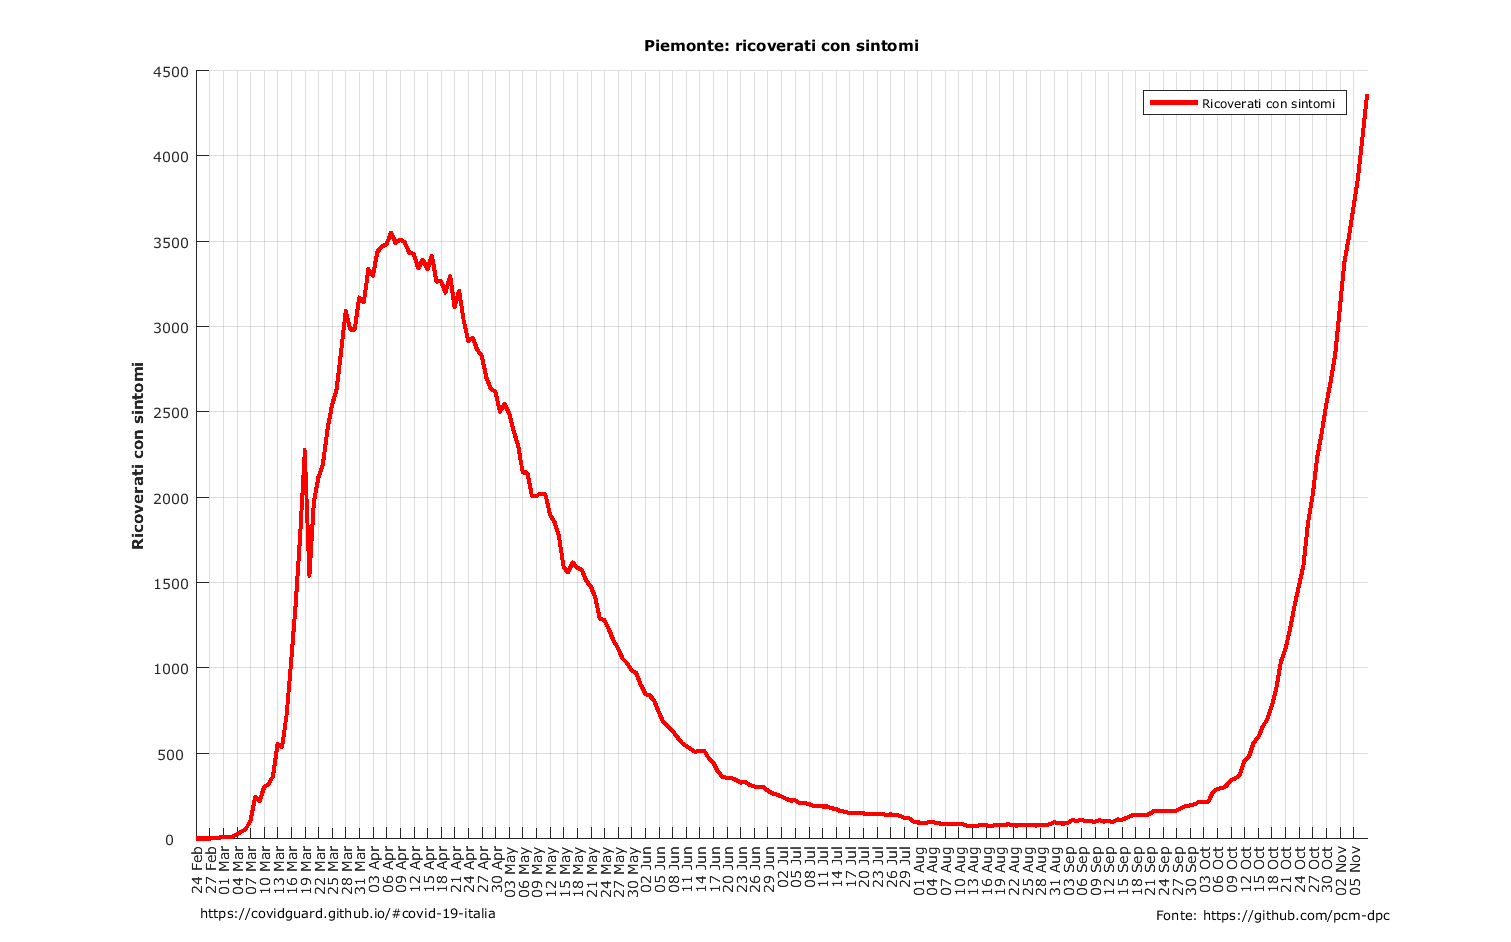 Piemonte: ricoverati con sintomi
Ricoverati con sintomi
Ricoverati con sintomi
4500
4000
3500
3000
2500
2000
1500
1000
500
0
24 Feb
27 Feb
01 Mar
04 Mar
07 Mar
10 Mar
13 Mar
16 Mar
19 Mar
22 Mar
25 Mar
28 Mar
31 Mar
03 Apr
06 Apr
09 Apr
12 Apr
15 Apr
18 Apr
21 Apr
24 Apr
27 Apr
30 Apr
03 May
06 May
09 May
12 May
15 May
18 May
21 May
24 May
27 May
30 May
02 Jun
05 Jun
08 Jun
11 Jun
14 Jun
17 Jun
20 Jun
23 Jun
26 Jun
29 Jun
02 Jul
05 Jul
08 Jul
11 Jul
14 Jul
17 Jul
20 Jul
23 Jul
26 Jul
29 Jul
01 Aug
04 Aug
07 Aug
10 Aug
13 Aug
16 Aug
19 Aug
22 Aug
25 Aug
28 Aug
31 Aug
03 Sep
06 Sep
09 Sep
12 Sep
15 Sep
18 Sep
21 Sep
24 Sep
27 Sep
30 Sep
03 Oct
06 Oct
09 Oct
12 Oct
15 Oct
18 Oct
21 Oct
24 Oct
27 Oct
30 Oct
02 Nov
05 Nov
https://covidguard.github.io/#covid-19-italia
Fonte: https://github.com/pcm-dpc